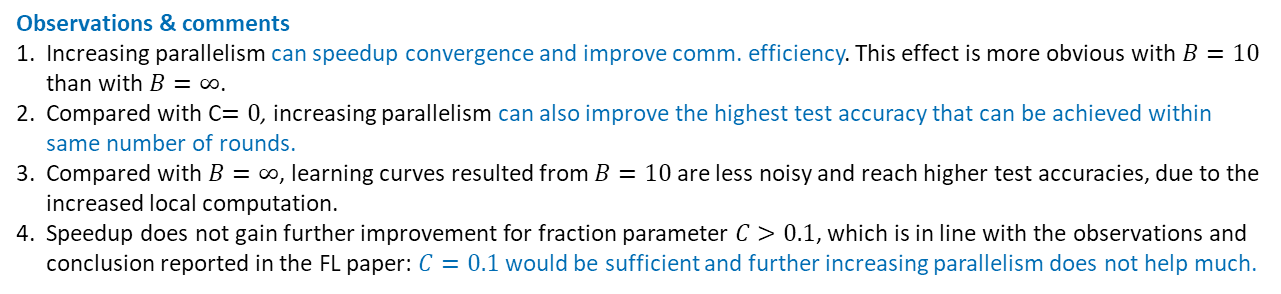 Observations & comments
1. Increasing parallelism can speedup convergence and improve comm. efficiency. This effect is more obvious with B = 10
than with B = ∞.
2. Compared with C= 0, increasing parallelism can also improve the highest test accuracy that can be achieved within
same number of rounds.
3. Compared with B = ∞, learning curves resulted from B = 10 are less noisy and reach higher test accuracies, due to the
increased local computation.
4. Speedup does not gain further improvement for fraction parameter C > 0.1, which is in line with the observations and
conclusion reported in the FL paper: C = 0.1 would be sufficient and further increasing parallelism does not help much.